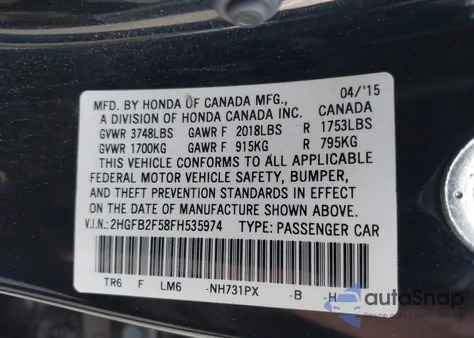 MFD. BY HONDA OF CANADA MFG., 04/'15
A DIVISION OF HONDA CANADA INC. CANADA
GVWR 3748LBS GAWR F 2018LBS R 1753LBS
GVWR 1700KG GAWR F 915KG R 795KG
THIS VEHICLE CONFORMS TO ALL APPLICABLE
FEDERAL MOTOR VEHICLE SAFETY, BUMPER,
AND THEFT PREVENTION STANDARDS IN EFFECT
ON THE DATE OF MANUFACTURE SHOWN ABOVE.
V.I.N.: 2HGFB2F58FH535974 TYPE: PASSENGER CAR
TR6 F LM6 -NH731PX -B -H
autoSnap